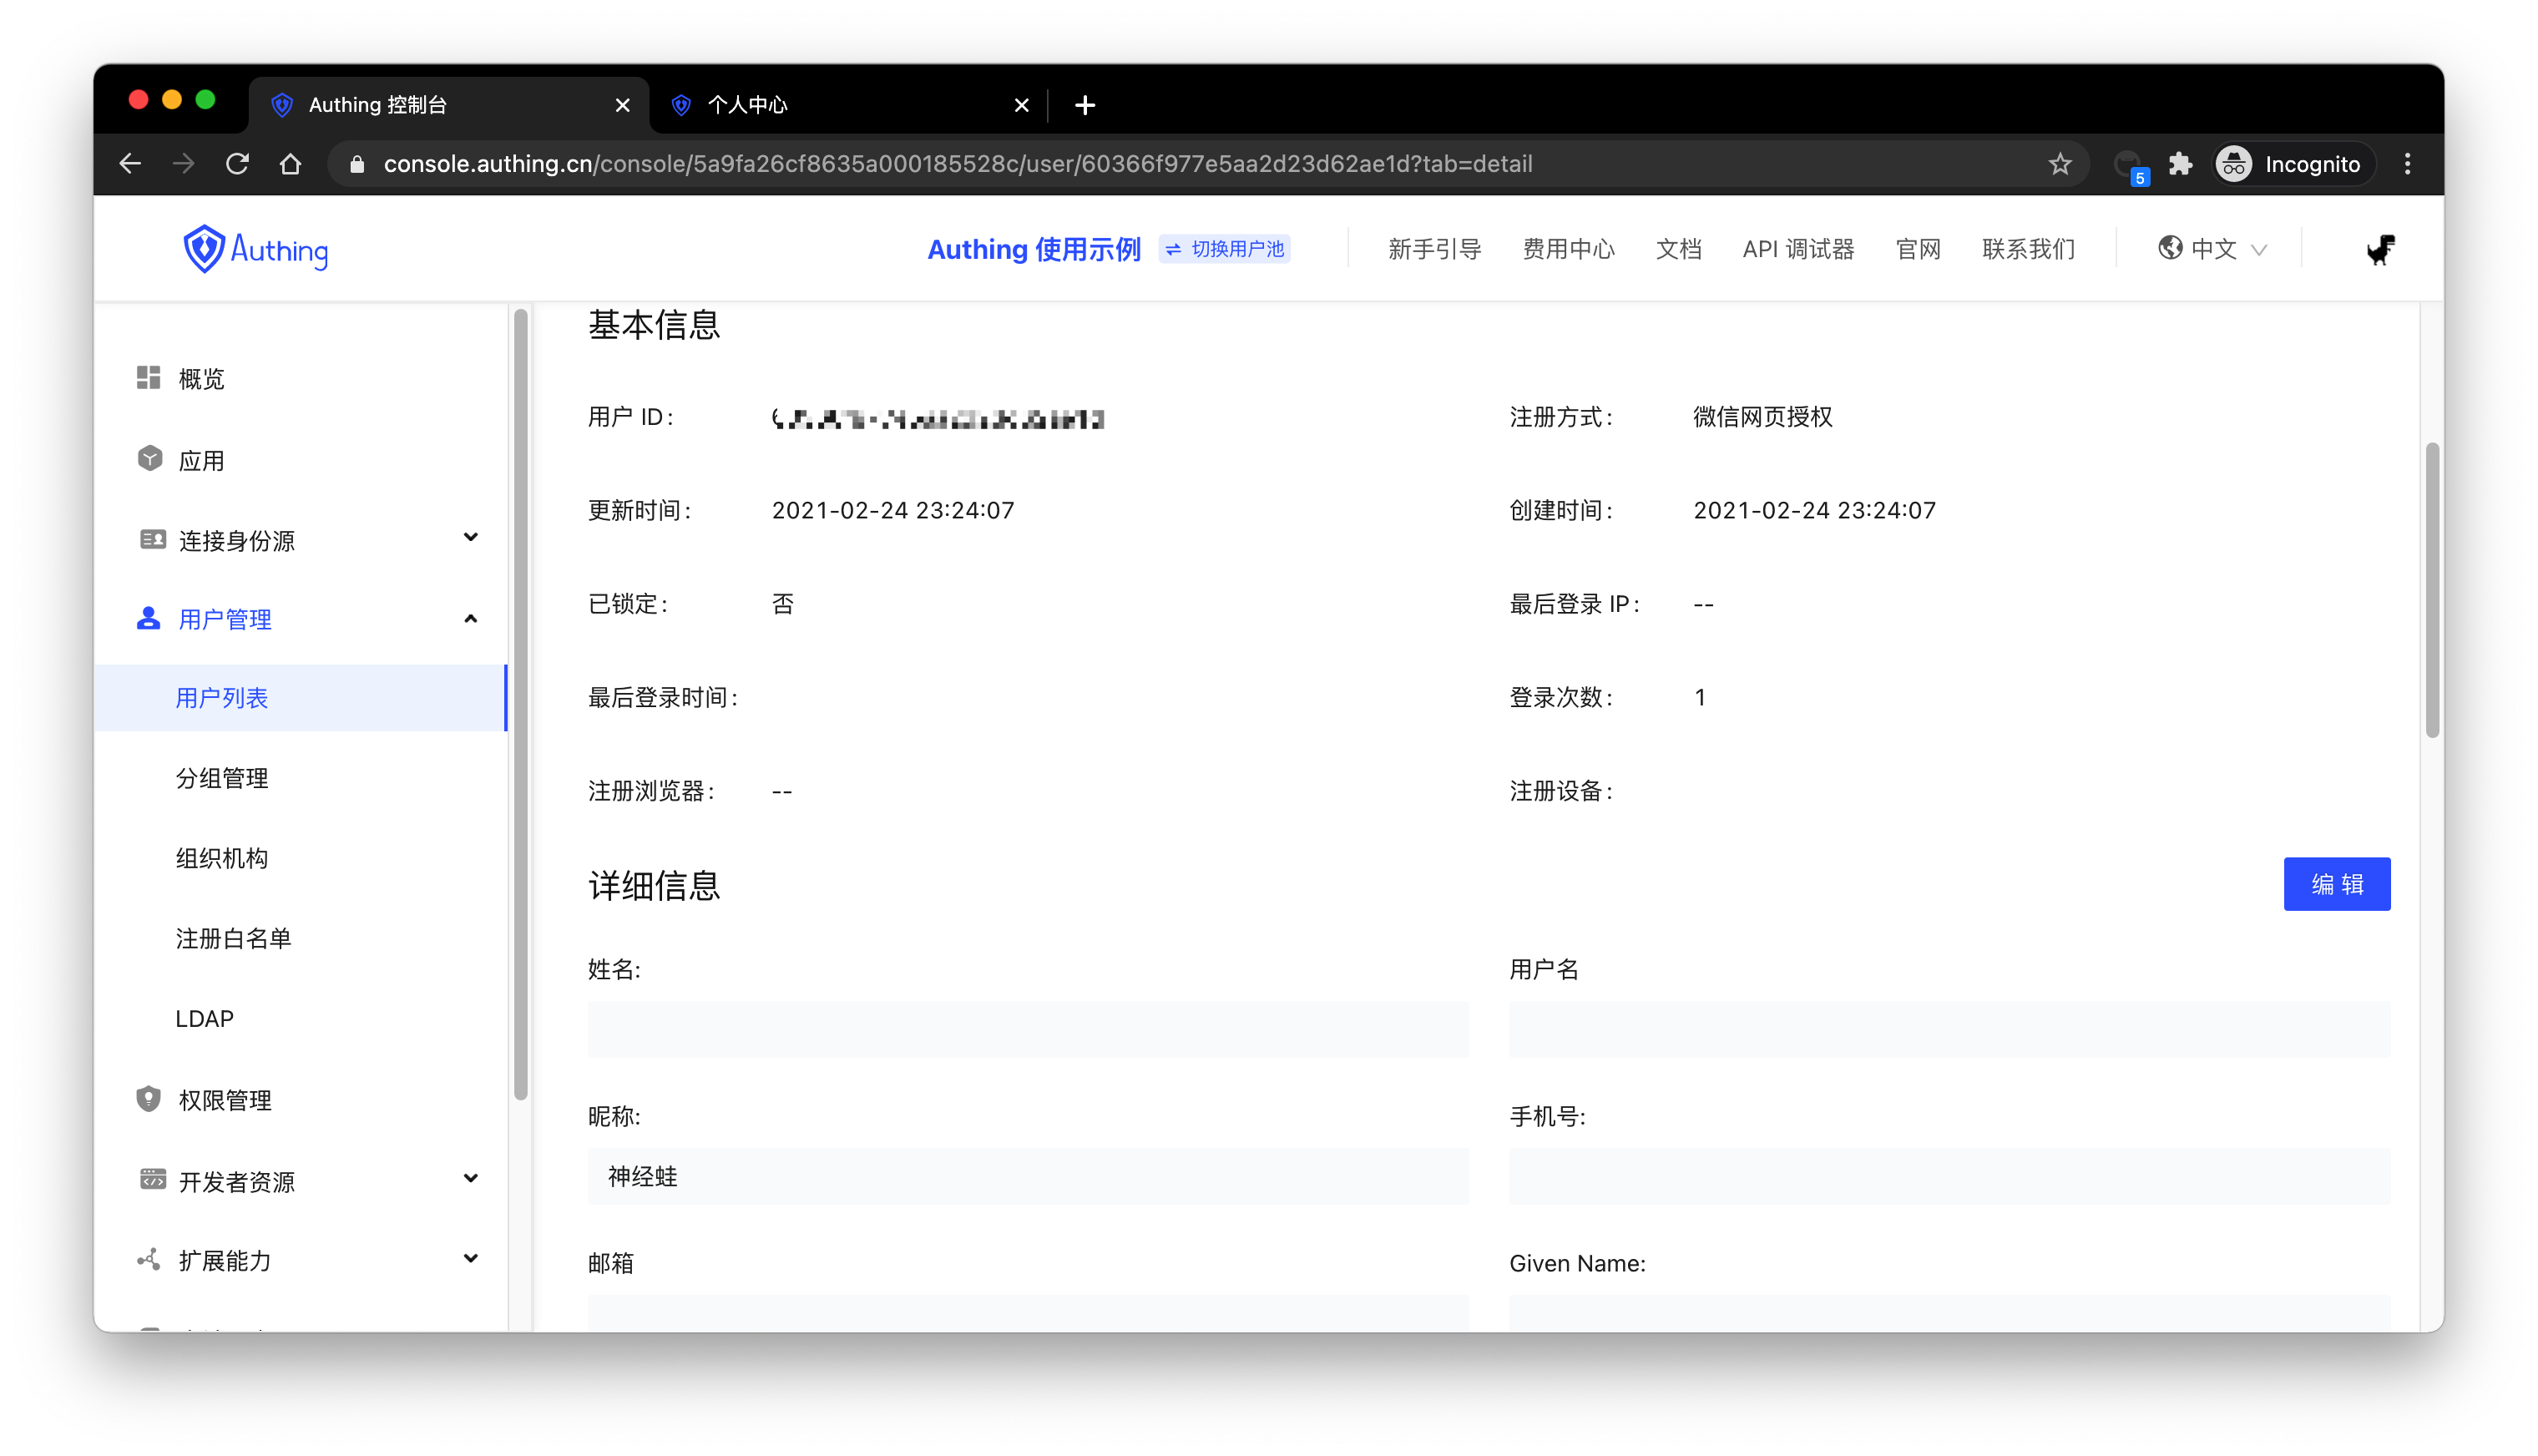 Authing 控制台
个人中心
console.authing.cn/console/5a9fa26cf8635a000185528c/user/60366f977e5aa2d23d62ae1d?tab=detail
5
Incognito
Authing
Authing 使用示例
切换用户池
新手引导
费用中心
文档
API 调试器
官网
联系我们
中文
概览
应用
连接身份源
用户管理
用户列表
分组管理
组织机构
注册白名单
LDAP
权限管理
开发者资源
扩展能力
基本信息
用户 ID：
注册方式： 微信网页授权
更新时间： 2021-02-24 23:24:07
创建时间： 2021-02-24 23:24:07
已锁定： 否
最后登录 IP： --
最后登录时间：
登录次数： 1
注册浏览器： --
注册设备：
详细信息
编 辑
姓名:
用户名
昵称:
神经蛙
手机号:
邮箱
Given Name: